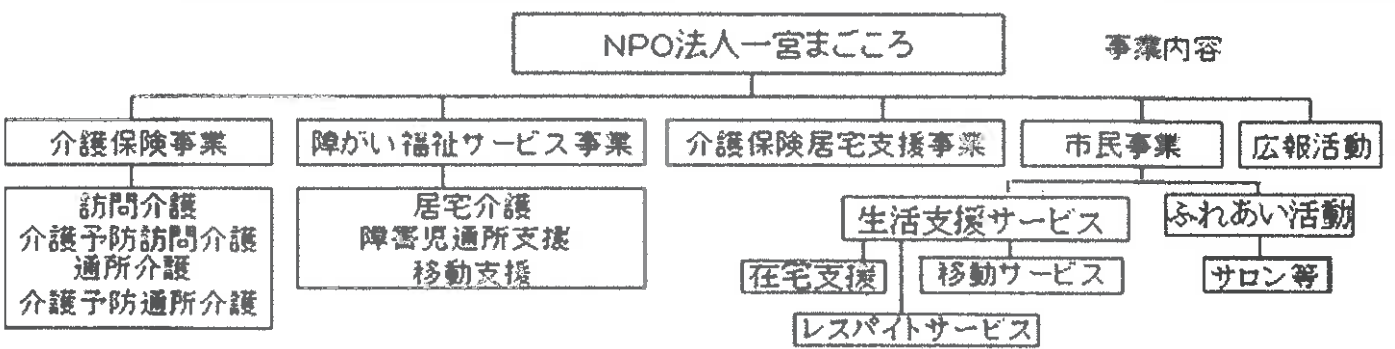 NPO法人一宮まごころ
事業内容
介護保険事業
障がい福祉サービス事業
介護保険居宅支援事業
市民事業
広報活動
訪問介護
介護予防訪問介護
通所介護
介護予防通所介護
居宅介護
障害児通所支援
移動支援
生活支援サービス
ふれあい活動
在宅支援
移動サービス
サロン等
レスパイトサービス